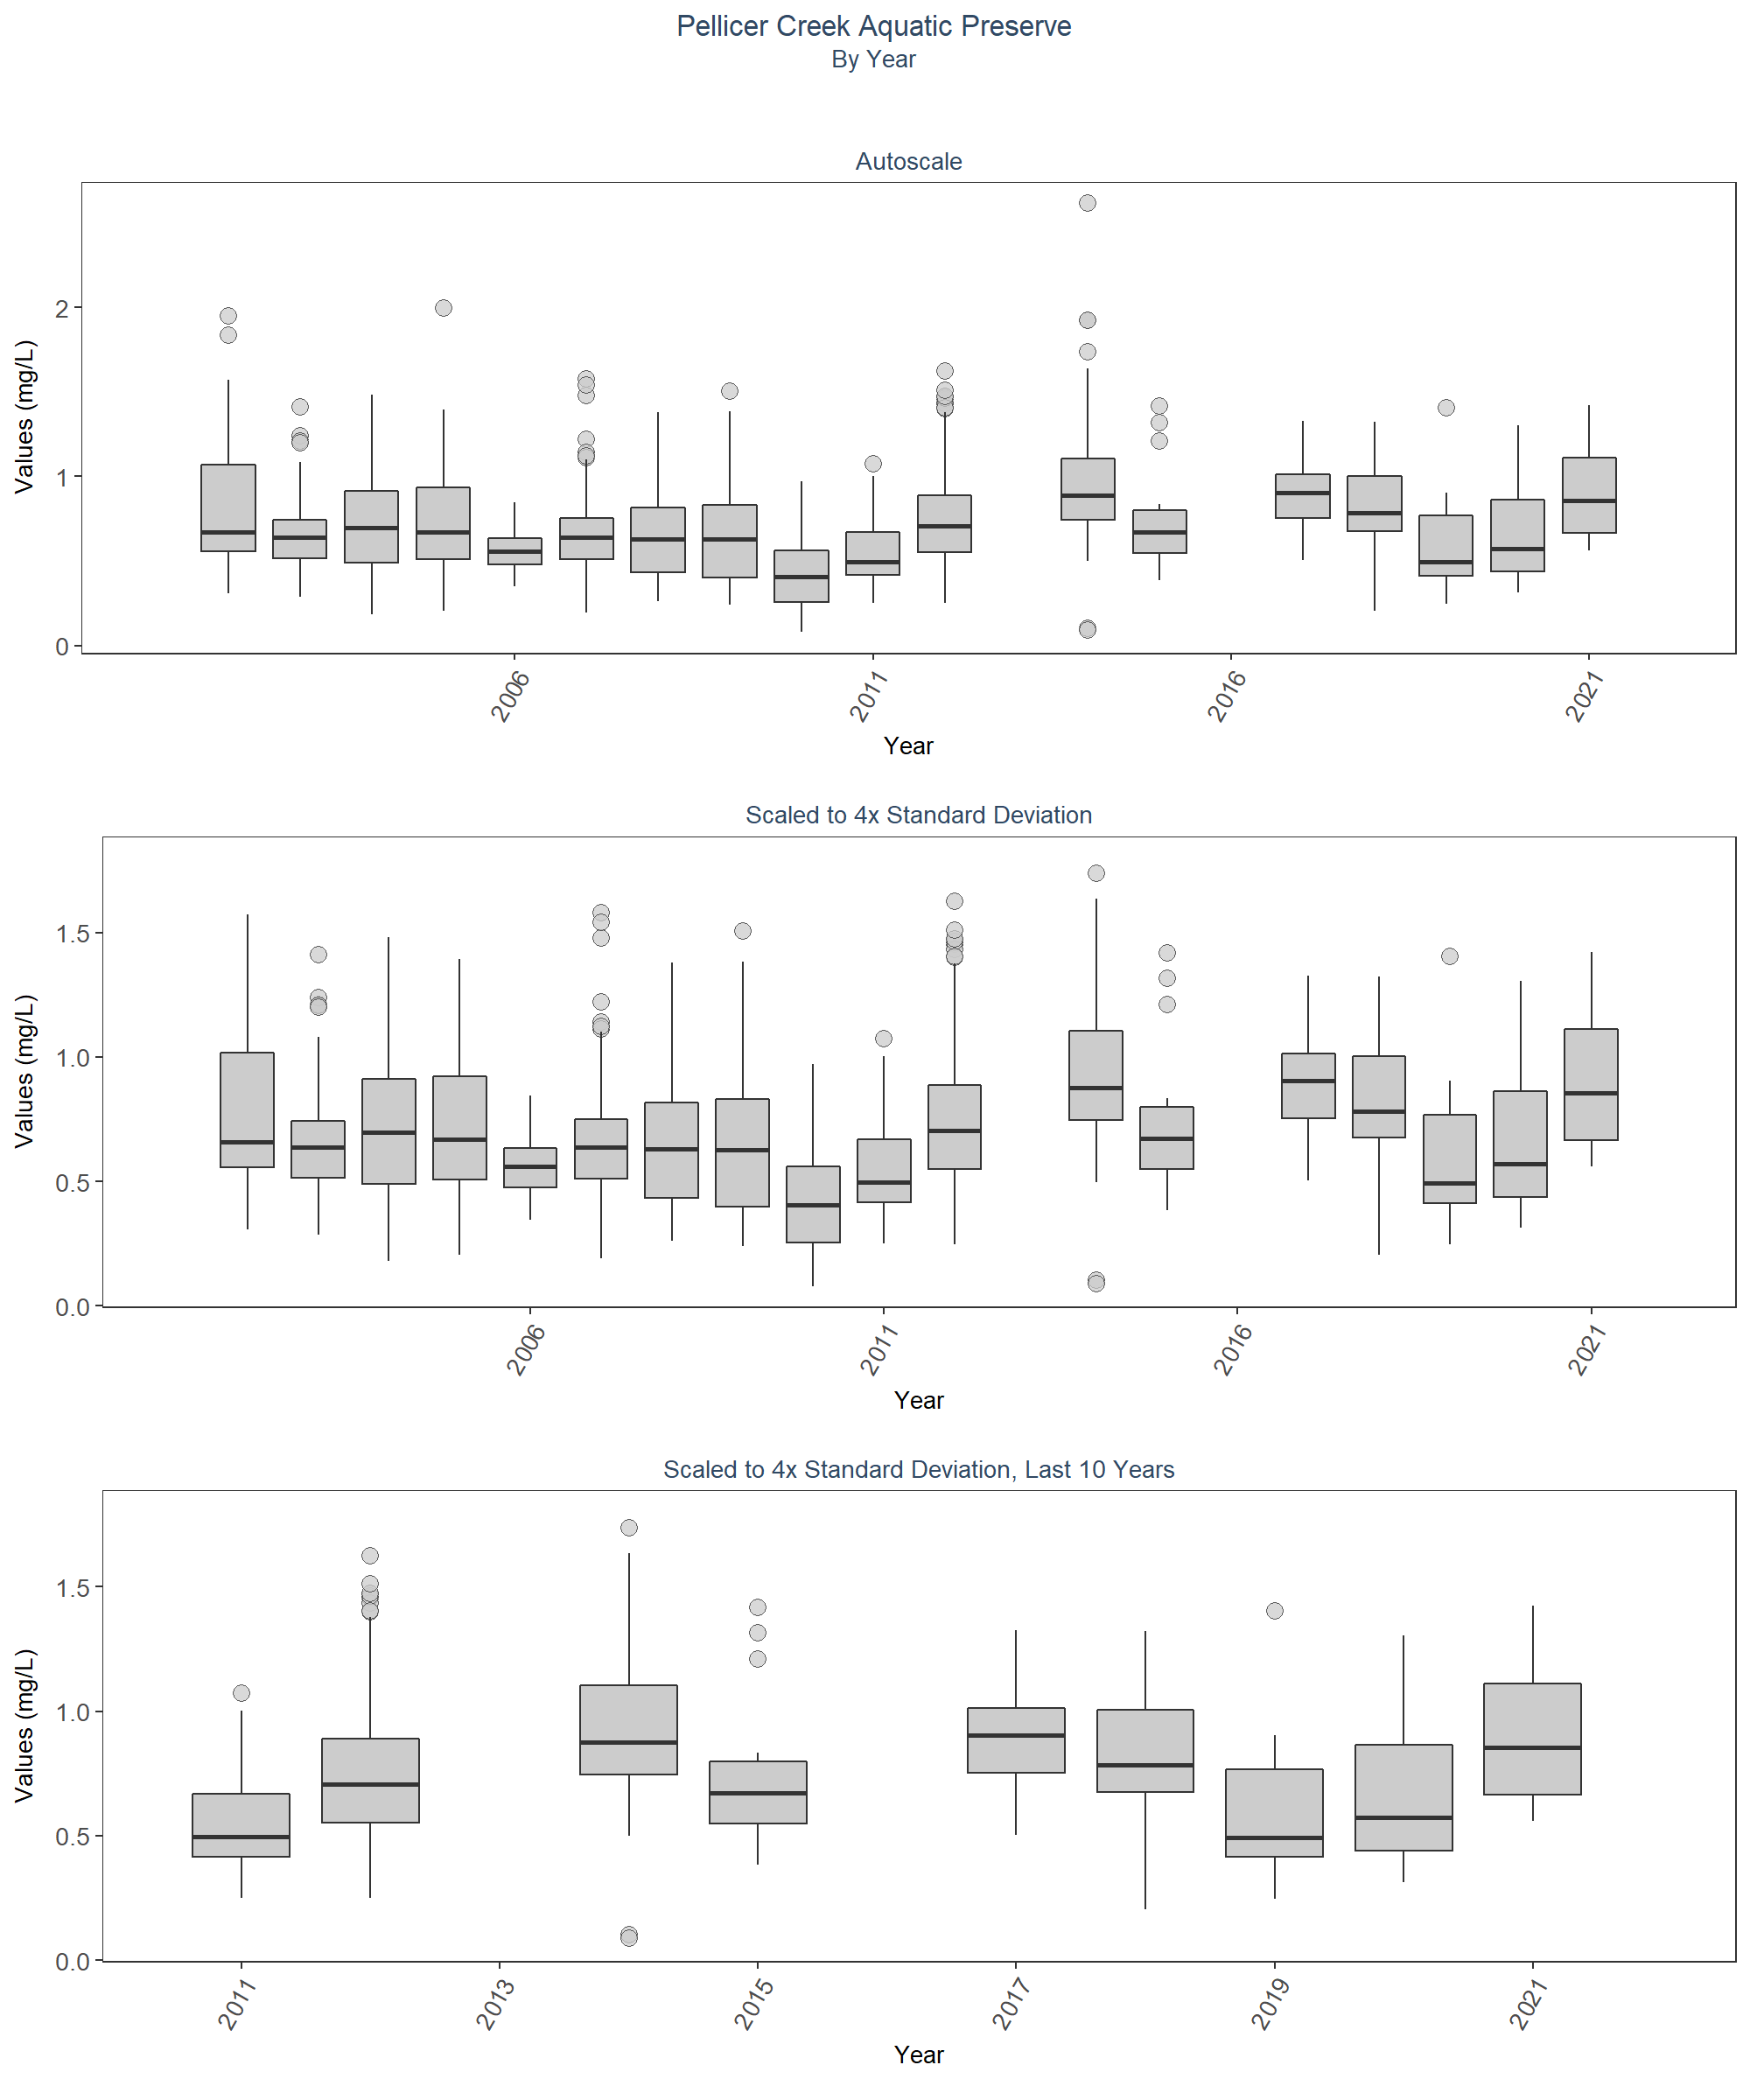 Pellicer Creek Aquatic Preserve
By Year
Autoscale
Values (mg/L)
2
1
0
2006
2011
2016
2021
Year
Scaled to 4x Standard Deviation
Values (mg/L)
1.5
1.0
0.5
0.0
2006
2011
2016
2021
Year
Scaled to 4x Standard Deviation, Last 10 Years
Values (mg/L)
1.5
1.0
0.5
0.0
2011
2013
2015
2017
2019
2021
Year